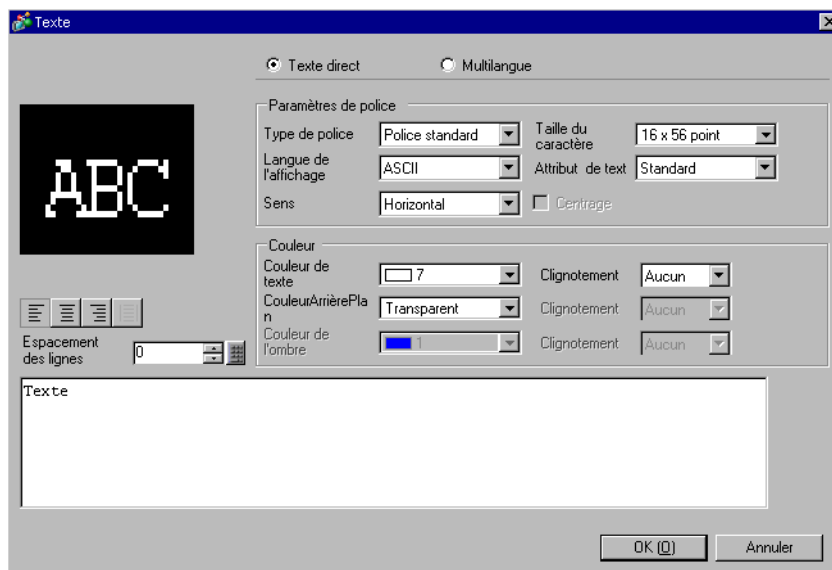 Texte
Texte direct
Multilangue
ABC
Paramètres de police
Type de police
Police standard
Taille du
caractère
16 x 56 point
Langue de
l'affichage
ASCII
Attribut de text
Standard
Sens
Horizontal
Centrage
Couleur
Couleur de
texte
7
Clignotement
Aucun
CouleurArrièrePla
n
Transparent
Clignotement
Aucun
Couleur de
l'ombre
1
Clignotement
Aucun
Espacement
des lignes
0
Texte
OK (O)
Annuler